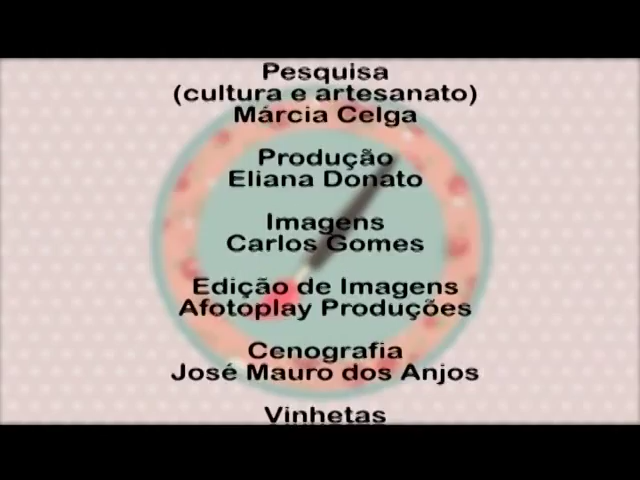 Pesquisa
(cultura e artesanato)
Márcia Celga
Produção
Eliana Donato
Imagens
Carlos Gomes
Edição de Imagens
Afotoplay Produções
Cenografia
José Mauro dos Anjos
Vinhetas